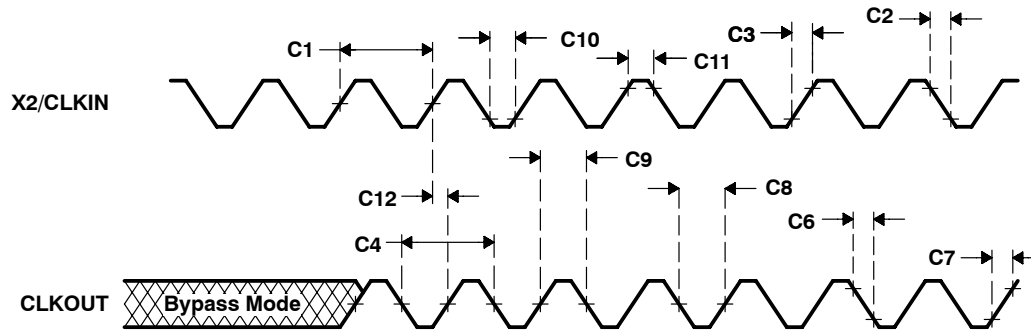 C1
C10
C11
C3
C2
X2/CLKIN
C9
C8
C12
C4
C6
C7
CLKOUT
Bypass Mode